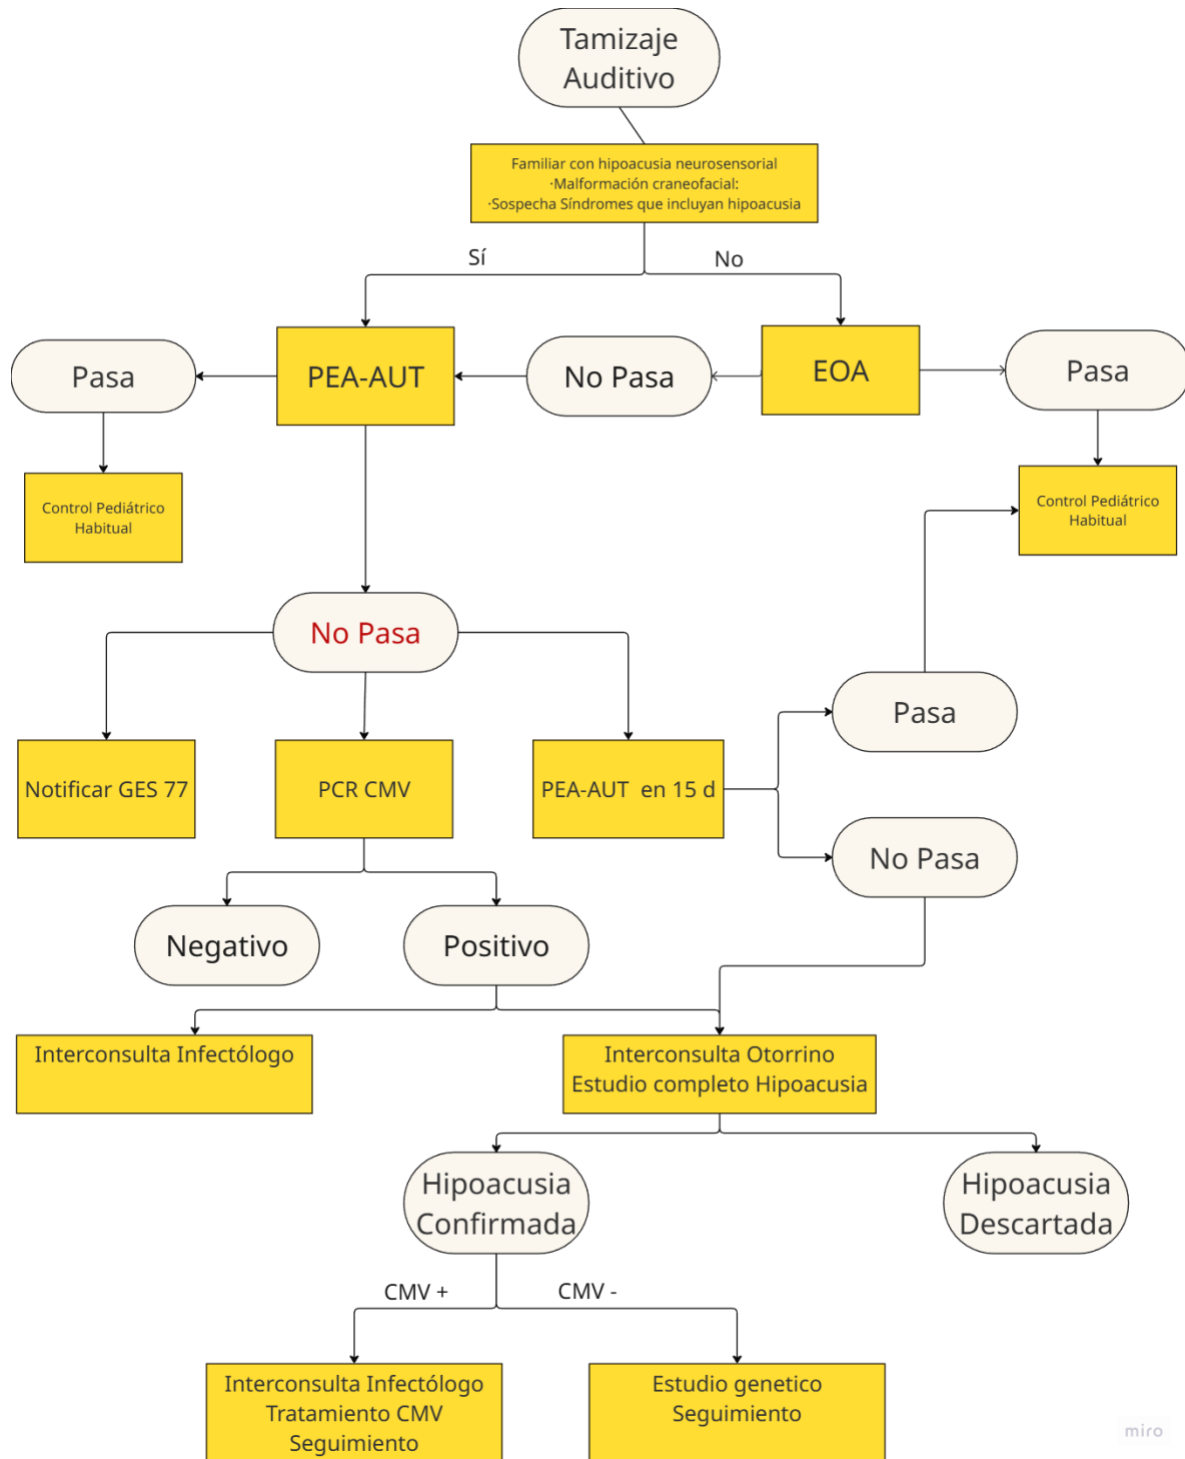 Tamizaje
Auditivo
Familiar con hipoacusia neurosensorial
·Malformación craneofacial:
·Sospecha Síndromes que incluyan hipoacusia
Sí
No
Pasa
PEA-AUT
No Pasa
EOA
Pasa
Control Pediátrico
Habitual
Control Pediátrico
Habitual
No Pasa
Pasa
Notificar GES 77
PCR CMV
PEA-AUT en 15 d
No Pasa
Negativo
Positivo
Interconsulta Infectólogo
Interconsulta Otorrino
Estudio completo Hipoacusia
Hipoacusia
Confirmada
Hipoacusia
Descartada
CMV +
CMV -
Interconsulta Infectólogo
Tratamiento CMV
Seguimiento
Estudio genetico
Seguimiento
miro